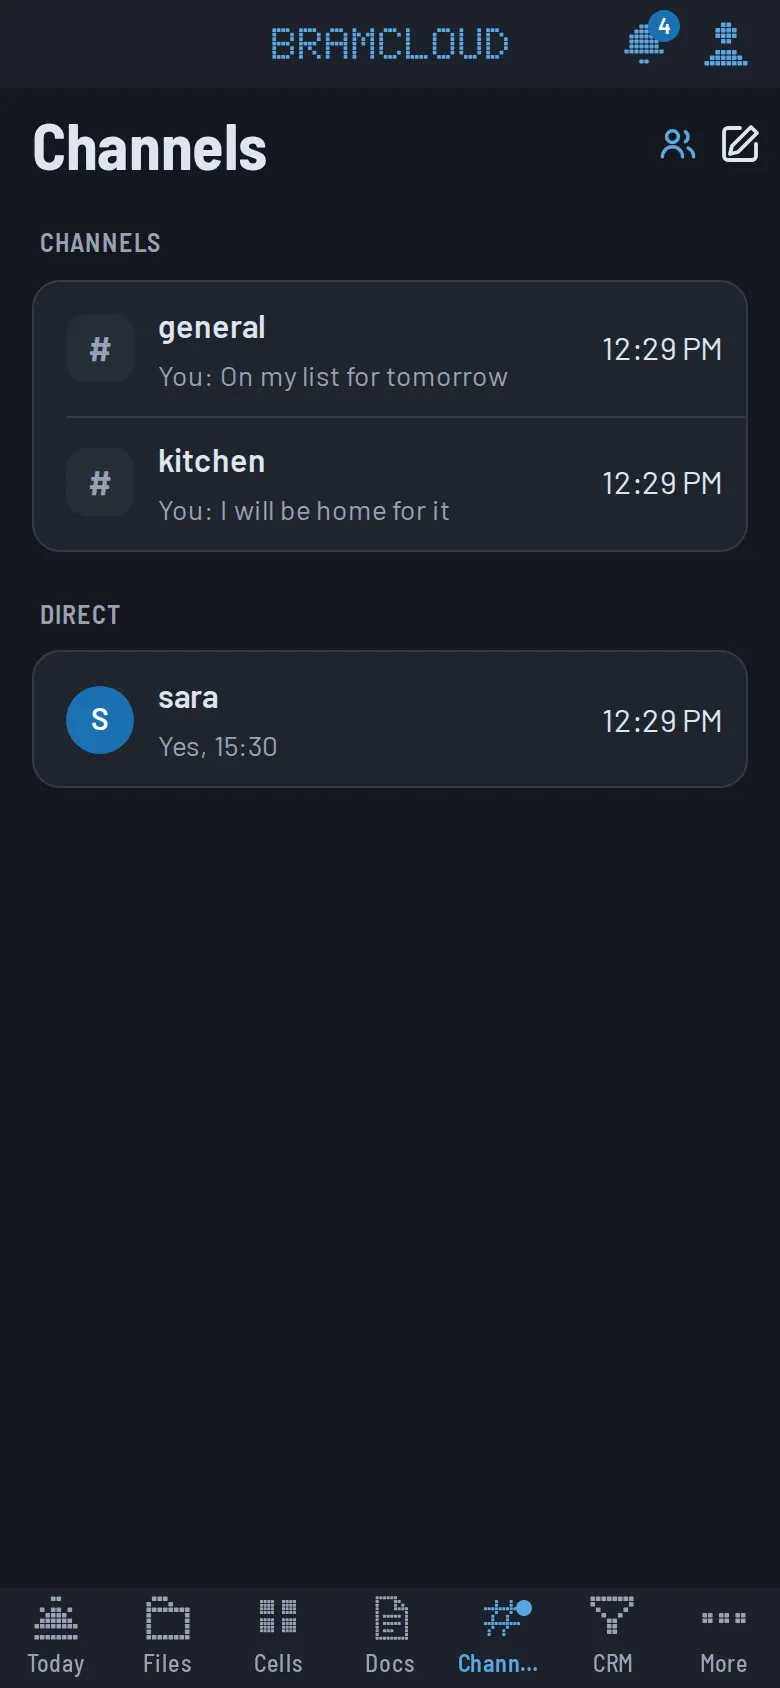 BRAMCLOUD
4
Channels
CHANNELS
# general 12:29 PM
You: On my list for tomorrow
# kitchen 12:29 PM
You: I will be home for it
DIRECT
S sara 12:29 PM
Yes, 15:30
Today Files Cells Docs Chann... CRM More